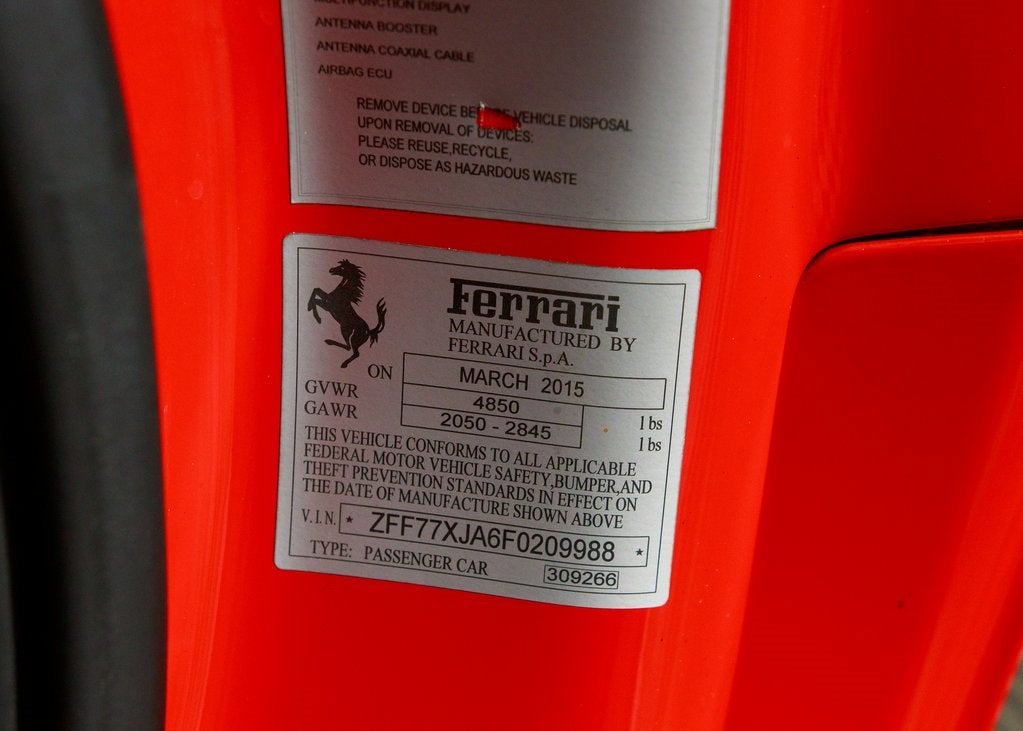 MULTIFUNCTION DISPLAY
ANTENNA BOOSTER
ANTENNA COAXIAL CABLE
AIRBAG ECU
REMOVE DEVICE BEFORE VEHICLE DISPOSAL
UPON REMOVAL OF DEVICES:
PLEASE REUSE,RECYCLE,
OR DISPOSE AS HAZARDOUS WASTE
Ferrari
MANUFACTURED BY
FERRARI S.p.A.
ON MARCH 2015
GVWR 4850 lbs
GAWR 2050 - 2845 lbs
THIS VEHICLE CONFORMS TO ALL APPLICABLE
FEDERAL MOTOR VEHICLE SAFETY,BUMPER,AND
THEFT PREVENTION STANDARDS IN EFFECT ON
THE DATE OF MANUFACTURE SHOWN ABOVE
V.I.N. * ZFF77XJA6F0209988 *
TYPE: PASSENGER CAR 309266